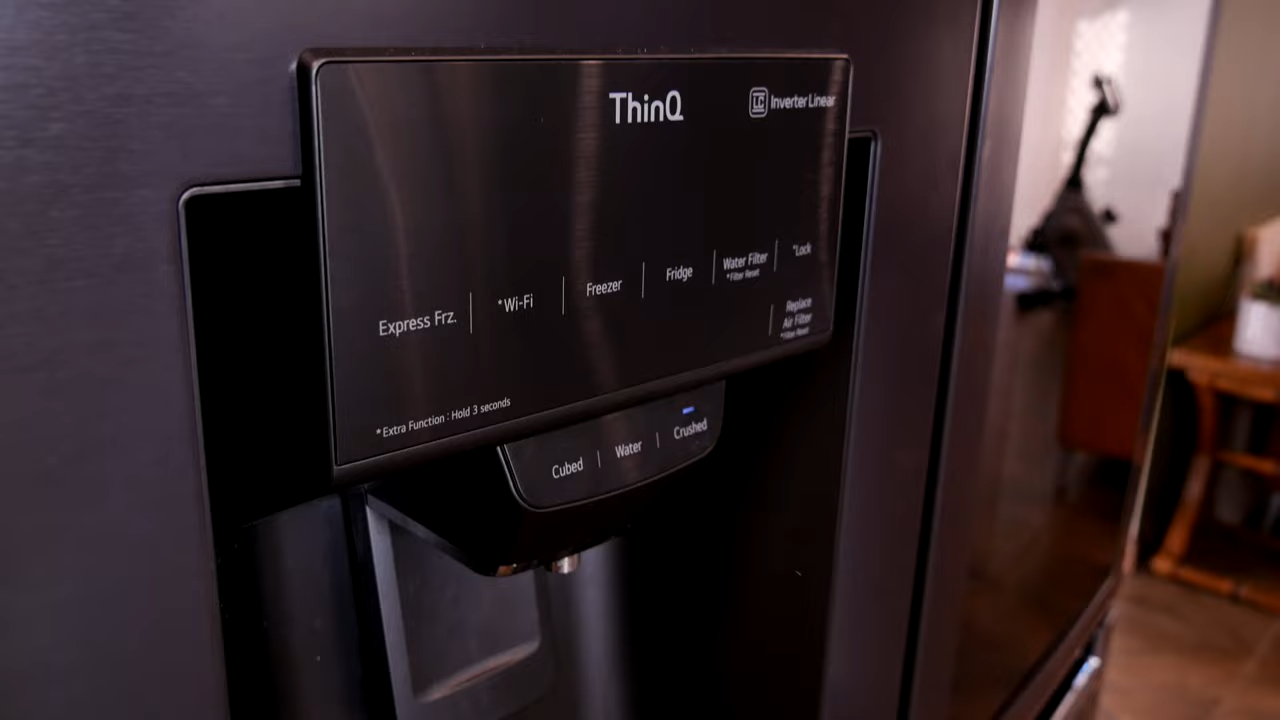 ThinQ
LC Inverter Linear
Express Frz. | *Wi-Fi | Freezer | Fridge | Water Filter *Filter Reset | *Lock
Replace
Air Filter
*Filter Reset
*Extra Function : Hold 3 seconds
Cubed | Water | Crushed